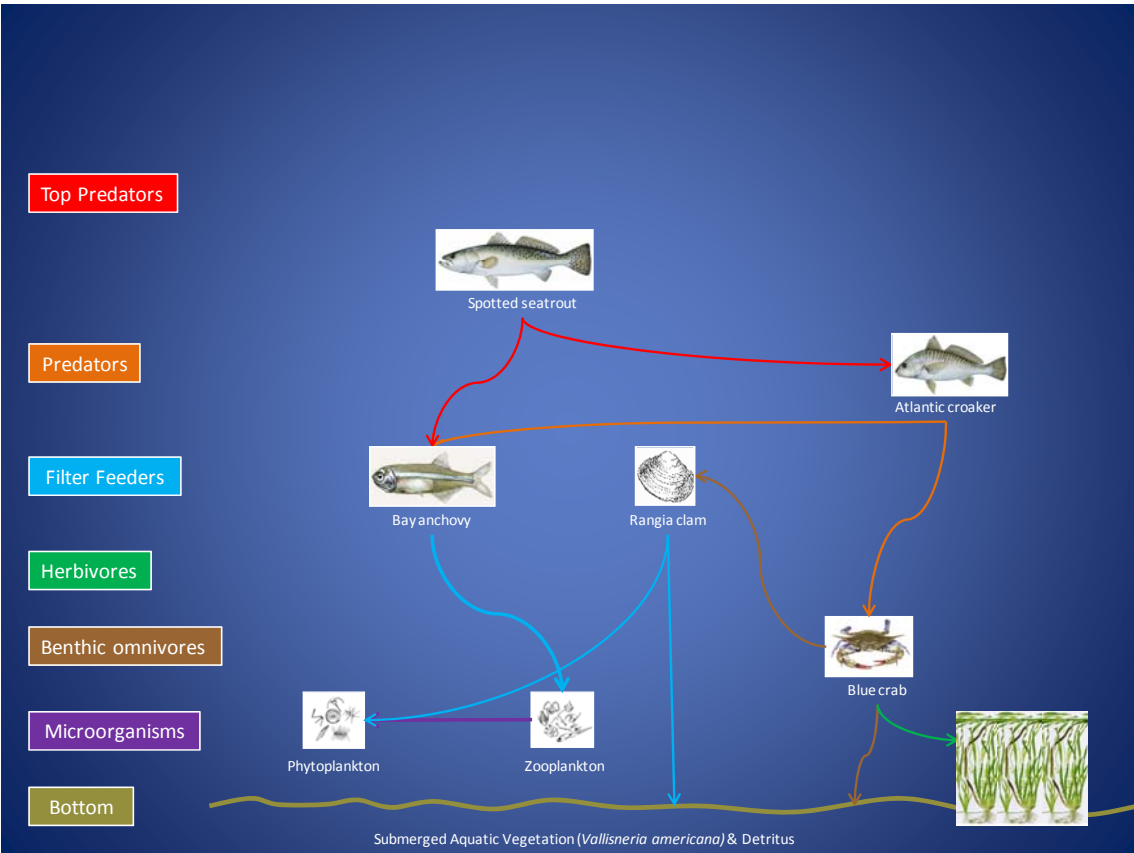 Top Predators
Spotted seatrout
Predators
Atlantic croaker
Filter Feeders
Bay anchovy
Rangia clam
Herbivores
Benthic omnivores
Blue crab
Microorganisms
Phytoplankton
Zooplankton
Bottom
Submerged Aquatic Vegetation (Vallisneria americana) & Detritus